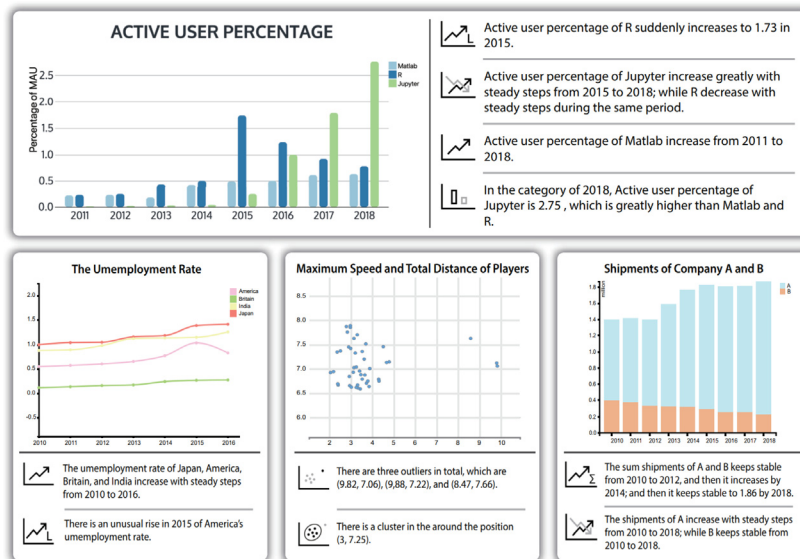 ACTIVE USER PERCENTAGE
Percentage of MAU
2.5
2.0
1.5
1.0
0.5
0.0
2011 2012 2013 2014 2015 2016 2017 2018
Matlab
R
Jupyter
L
Active user percentage of R suddenly increases to 1.73 in
2015.
Active user percentage of Jupyter increase greatly with
steady steps from 2015 to 2018; while R decrease with
steady steps during the same period.
Active user percentage of Matlab increase from 2011 to
2018.
In the category of 2018, Active user percentage of
Jupyter is 2.75 , which is greatly higher than Matlab and
R.
The Umemployment Rate
America
Britain
India
Japan
2.0
1.5
1.0
0.5
0.0
-0.5
2010 2011 2012 2013 2014 2015 2016
The umemployment rate of Japan, America,
Britain, and India increase with steady steps
from 2010 to 2016.
L
There is an unusual rise in 2015 of America's
umemployment rate.
Maximum Speed and Total Distance of Players
8.5
8.0
7.5
7.0
6.5
6.0
2 3 4 5 6 7 8 9 10
There are three outliers in total, which are
(9.82, 7.06), (9,88, 7.22), and (8.47, 7.66).
There is a cluster in the around the position
(3, 7.25).
Shipments of Company A and B
million
A
B
1.8
1.6
1.4
1.2
1.0
0.8
0.6
0.4
0.2
0.0
2010 2011 2012 2013 2014 2015 2016 2017 2018
Σ
The sum shipments of A and B keeps stable
from 2010 to 2012, and then it increases by
2014; and then it keeps stable to 1.86 by 2018.
The shipments of A increase with steady steps
from 2010 to 2018; while B keeps stable from
2010 to 2018.